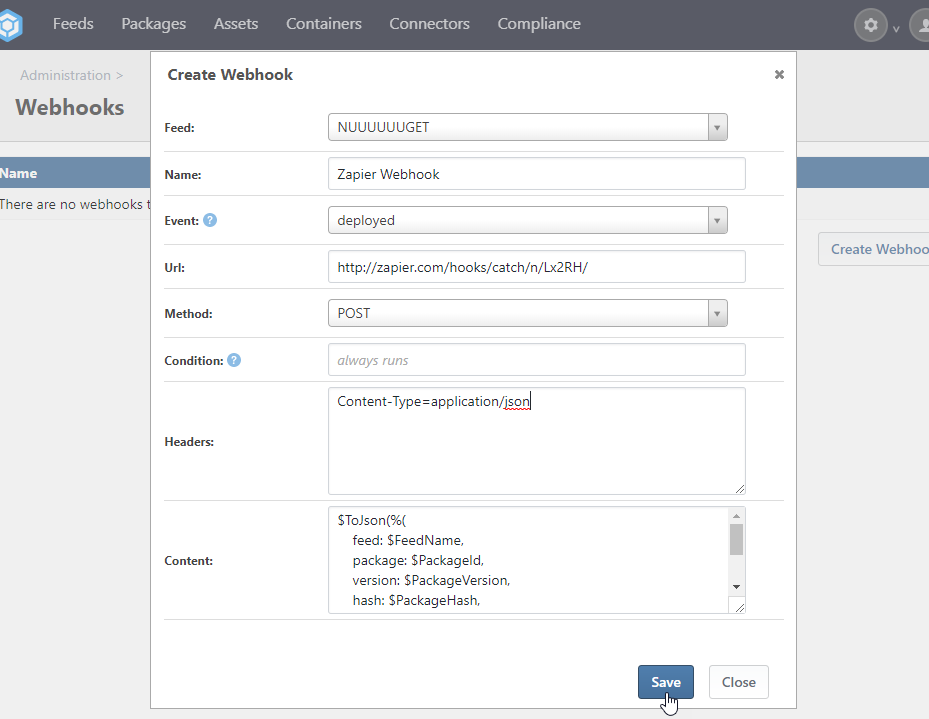 Feeds Packages Assets Containers Connectors Compliance
Administration >
Webhooks
Name
There are no webhooks
Create Webhoo
Create Webhook
Feed: NUUUUUUGET
Name: Zapier Webhook
Event: ? deployed
Url: http://zapier.com/hooks/catch/n/Lx2RH/
Method: POST
Condition: ? always runs
Headers: Content-Type=application/json
Content:
$ToJson(%(
feed: $FeedName,
package: $PackageId,
version: $PackageVersion,
hash: $PackageHash,
Save Close